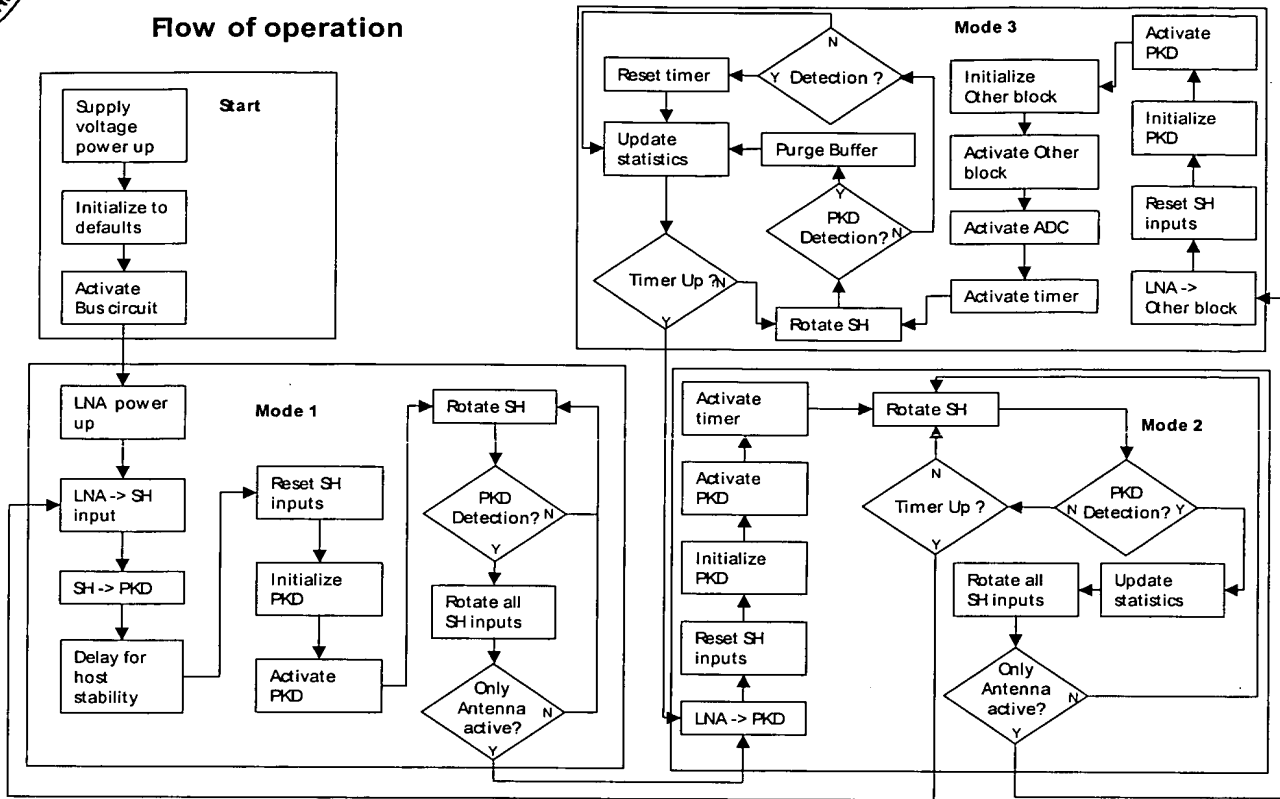 Flow of operation
Start
Supply
voltage
power up
Initialize to
defaults
Activate
Bus circuit
Mode 1
LNA power
up
LNA -> SH
input
SH -> PKD
Delay for
host
stability
Reset SH
inputs
Initialize
PKD
Activate
PKD
Rotate SH
PKD
Detection?
N
Y
Rotate all
SH inputs
Only
Antenna
active?
N
Y
Mode 3
N
Y
Detection ?
Reset timer
Update
statistics
Purge Buffer
Y
PKD
Detection?
N
Timer Up ?
N
Y
Rotate SH
Initialize
Other block
Activate Other
block
Activate ADC
Activate timer
Activate
PKD
Initialize
PKD
Reset SH
inputs
LNA ->
Other block
Mode 2
Activate
timer
Activate
PKD
Initialize
PKD
Reset SH
inputs
LNA -> PKD
Rotate SH
N
Timer Up ?
Y
PKD
N Detection? Y
Rotate all
SH inputs
Update
statistics
Only
Antenna
active?
N
Y